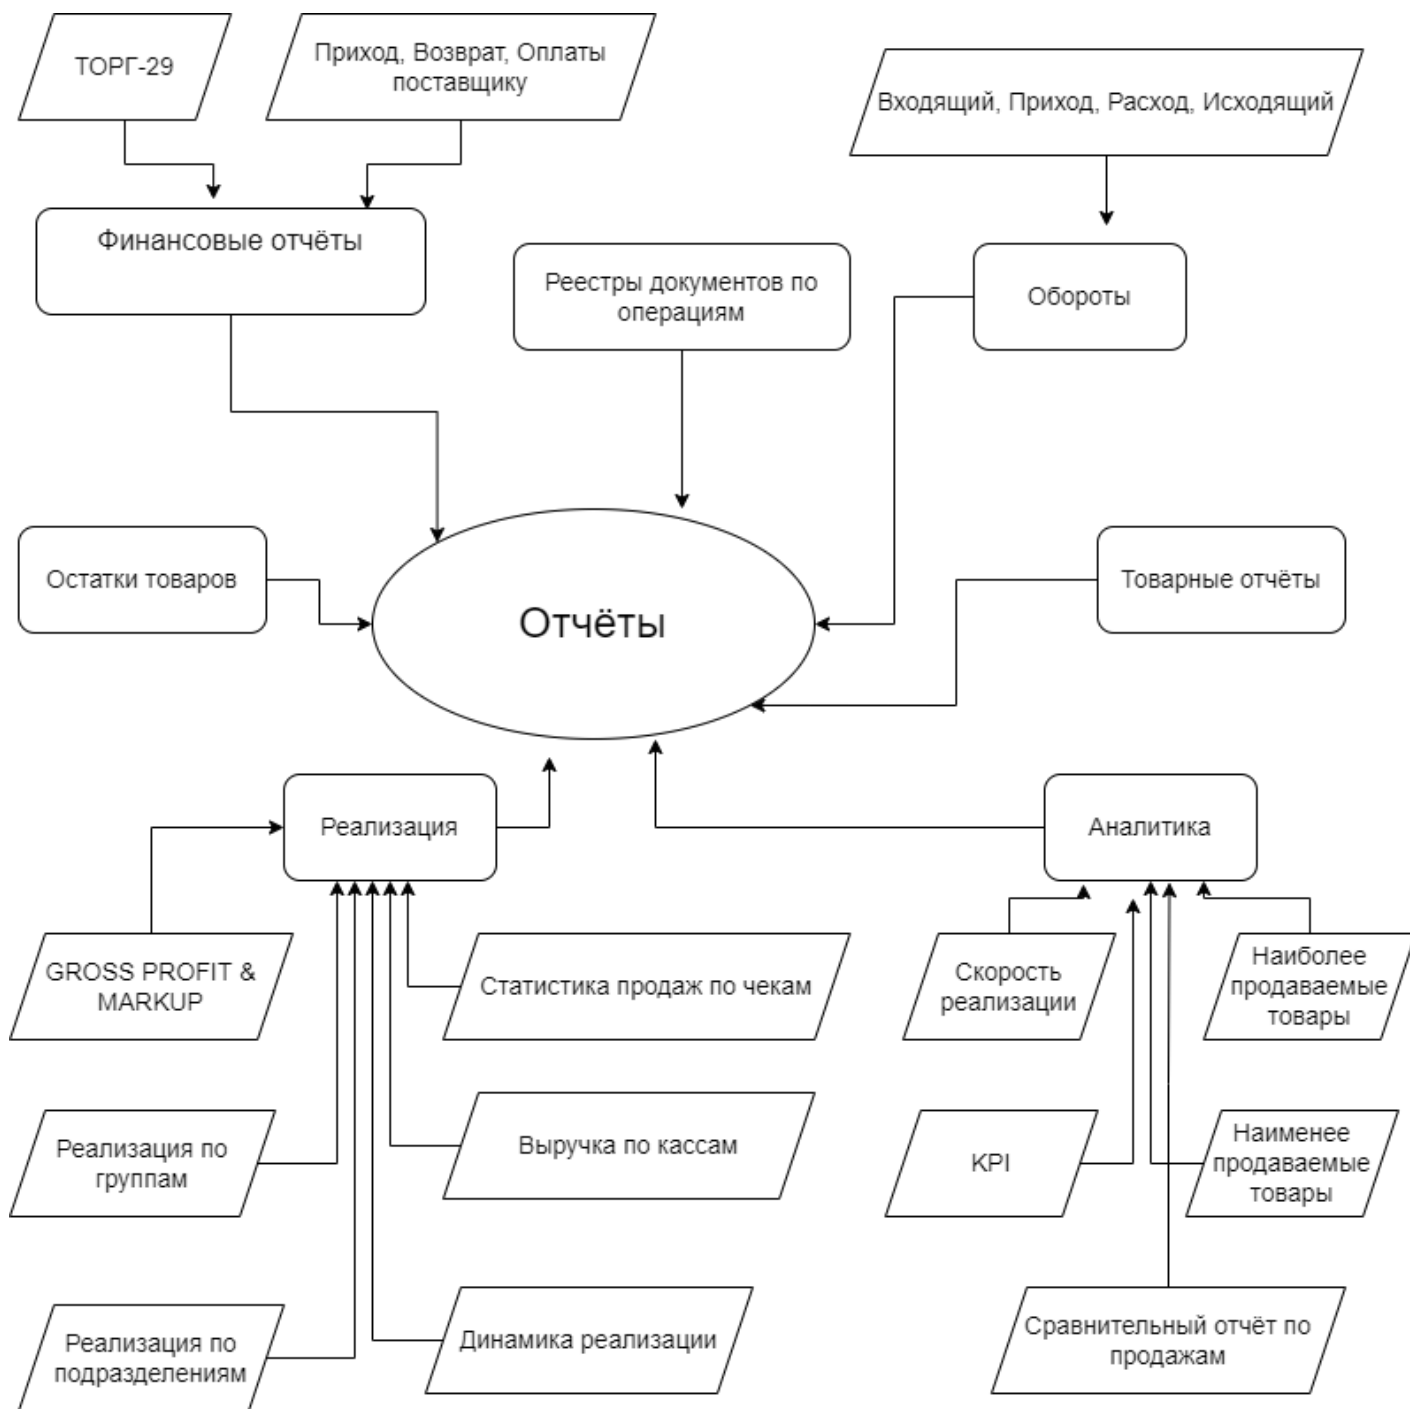 ТОРГ-29
Приход, Возврат, Оплаты
поставщику
Входящий, Приход, Расход, Исходящий
Финансовые отчёты
Реестры документов по
операциям
Обороты
Остатки товаров
Отчёты
Товарные отчёты
Реализация
Аналитика
GROSS PROFIT &
MARKUP
Статистика продаж по чекам
Скорость
реализации
Наиболее
продаваемые
товары
Реализация по
группам
Выручка по кассам
KPI
Наименее
продаваемые
товары
Реализация по
подразделениям
Динамика реализации
Сравнительный отчёт по
продажам